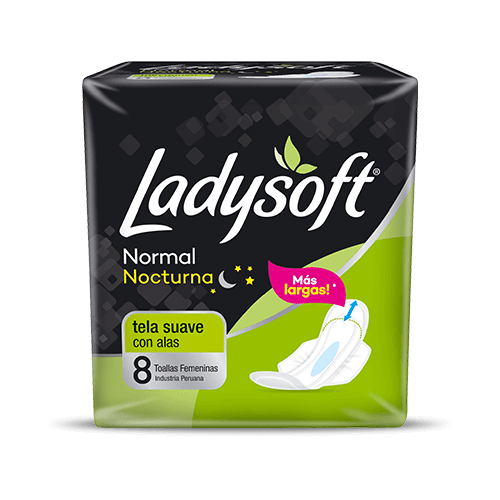 Ladysoft®
Normal
Nocturna
Más
largas!*
tela suave
con alas
8 Toallas Femeninas
Industria Peruana